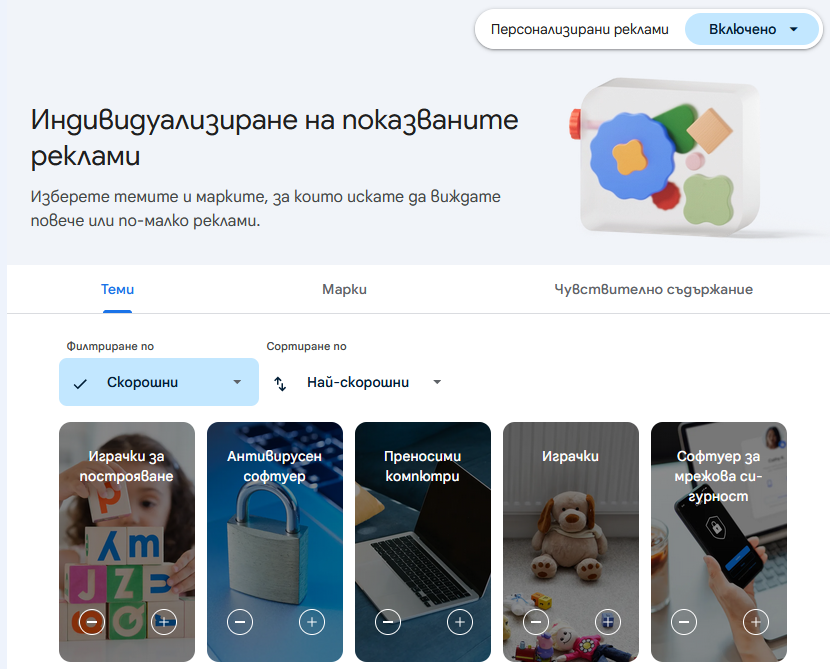 Персонализирани реклами
Включено
Индивидуализиране на показваните
реклами
Изберете темите и марките, за които искате да виждате
повече или по-малко реклами.
Теми
Марки
Чувствително съдържание
Филтриране по
Сортиране по
Скорошни
Най-скорошни
Играчки за
построяване
Антивирусен
софтуер
Преносими
компютри
Играчки
Софтуер за
мрежова си-
гурност